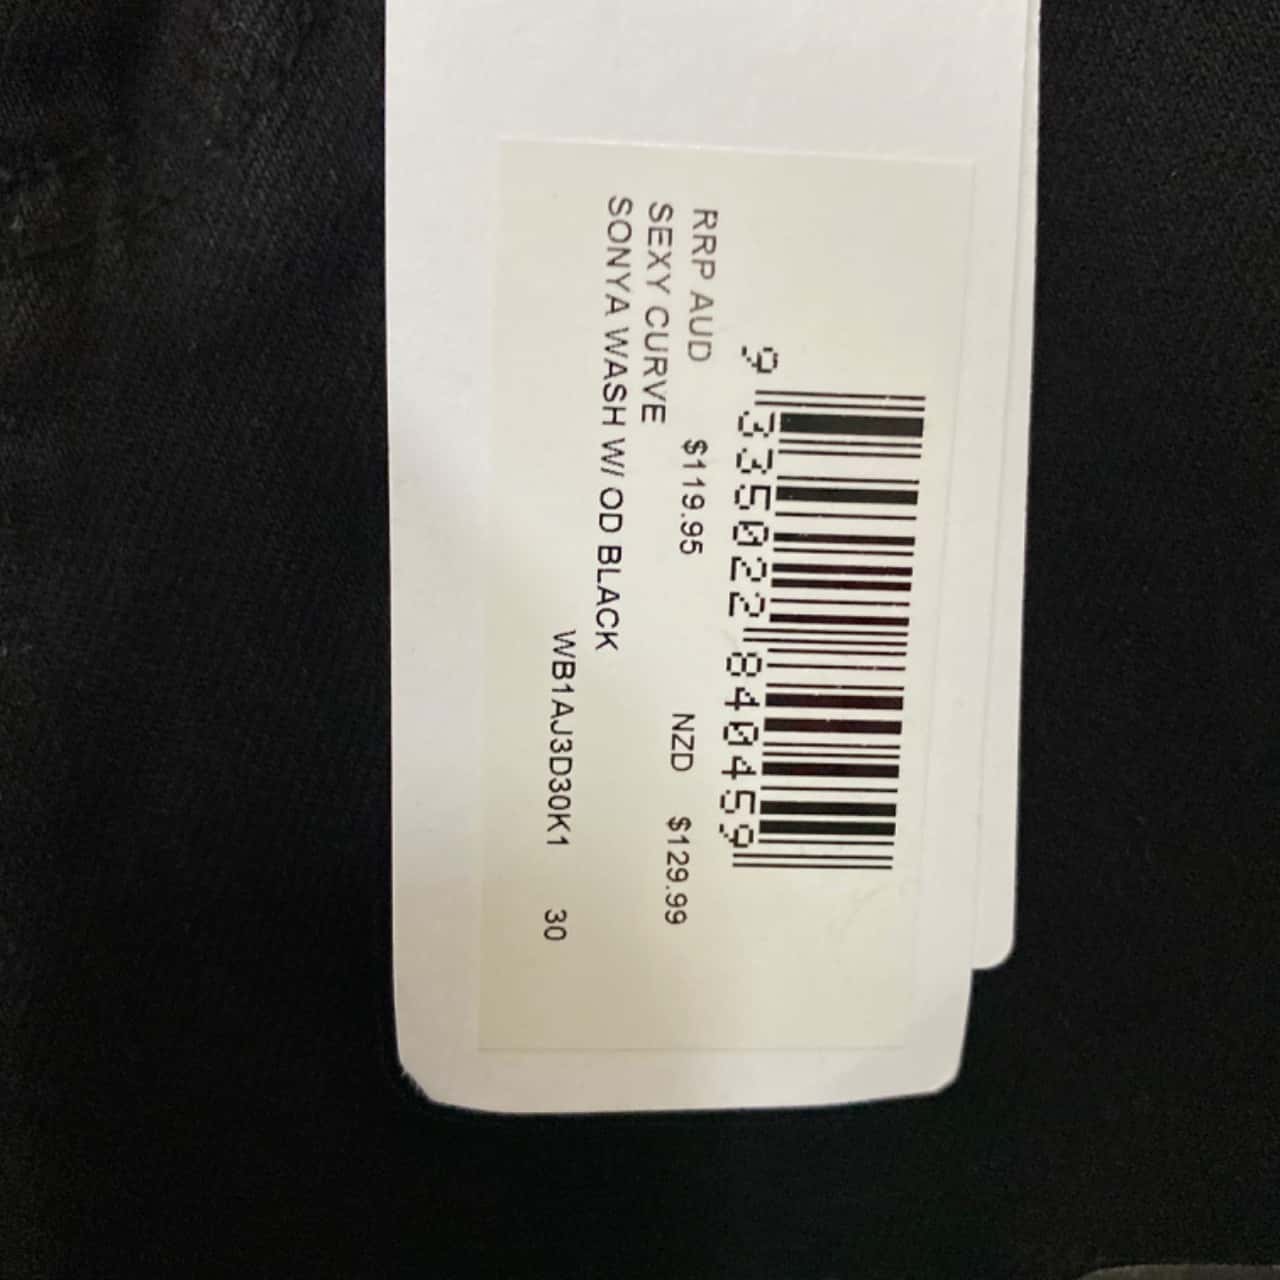 9 335022 840459
RRP AUD $119.95 NZD $129.99
SEXY CURVE
SONYA WASH W/ OD BLACK
WB1AJ3D30K1 30